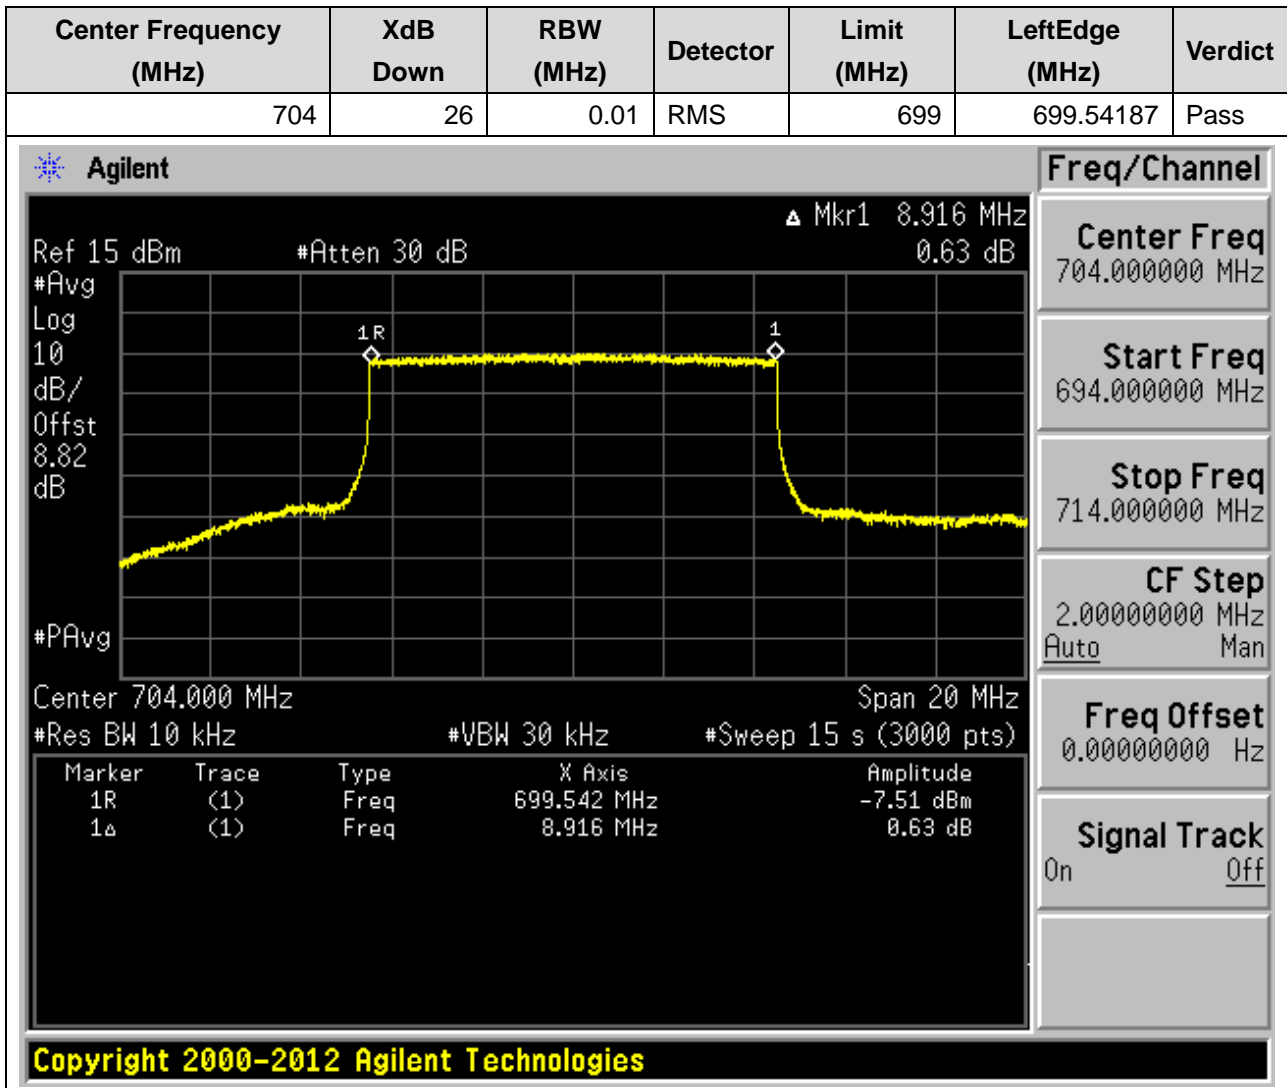 Center Frequency (MHz) XdB Down RBW (MHz) Detector Limit (MHz) LeftEdge (MHz) Verdict
704 26 0.01 RMS 699 699.54187 Pass
Agilent
Freq/Channel
Δ Mkr1 8.916 MHz
Ref 15 dBm #Atten 30 dB 0.63 dB
#Avg
Log
10
dB/
Offst
8.82
dB
1R
1
#PAvg
Center 704.000 MHz Span 20 MHz
#Res BW 10 kHz #VBW 30 kHz #Sweep 15 s (3000 pts)
Marker Trace Type X Axis Amplitude
1R (1) Freq 699.542 MHz -7.51 dBm
1Δ (1) Freq 8.916 MHz 0.63 dB
Center Freq
704.000000 MHz
Start Freq
694.000000 MHz
Stop Freq
714.000000 MHz
CF Step
2.00000000 MHz
Auto Man
Freq Offset
0.00000000 Hz
Signal Track
On Off
Copyright 2000-2012 Agilent Technologies